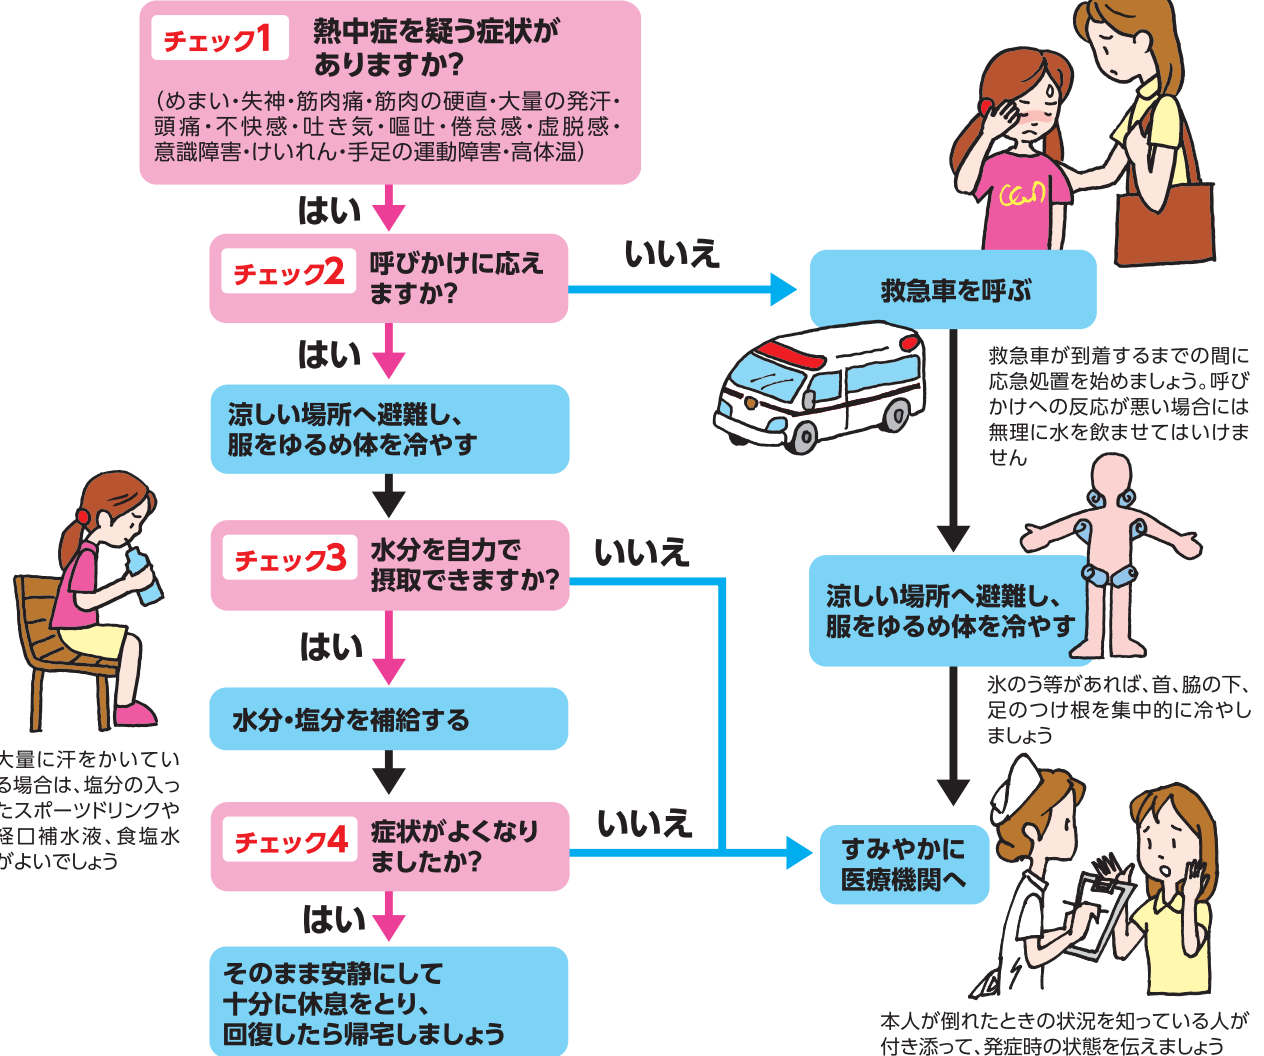 チェック1
熱中症を疑う症状が
ありますか?
（めまい・失神・筋肉痛・筋肉の硬直・大量の発汗・
頭痛・不快感・吐き気・嘔吐・倦怠感・虚脱感・
意識障害・けいれん・手足の運動障害・高体温）
はい
チェック2
呼びかけに応え
ますか?
いいえ
救急車を呼ぶ
救急車が到着するまでの間に
応急処置を始めましょう。呼び
かけへの反応が悪い場合には
無理に水を飲ませてはいけま
せん
はい
涼しい場所へ避難し、
服をゆるめ体を冷やす
チェック3
水分を自力で
摂取できますか?
いいえ
涼しい場所へ避難し、
服をゆるめ体を冷やす
氷のう等があれば、首、脇の下、
足のつけ根を集中的に冷やし
ましょう
はい
水分・塩分を補給する
大量に汗をかいてい
る場合は、塩分の入っ
たスポーツドリンクや
経口補水液、食塩水
がよいでしょう
チェック4
症状がよくなり
ましたか?
いいえ
すみやかに
医療機関へ
はい
そのまま安静にして
十分に休息をとり、
回復したら帰宅しましょう
本人が倒れたときの状況を知っている人が
付き添って、発症時の状態を伝えましょう